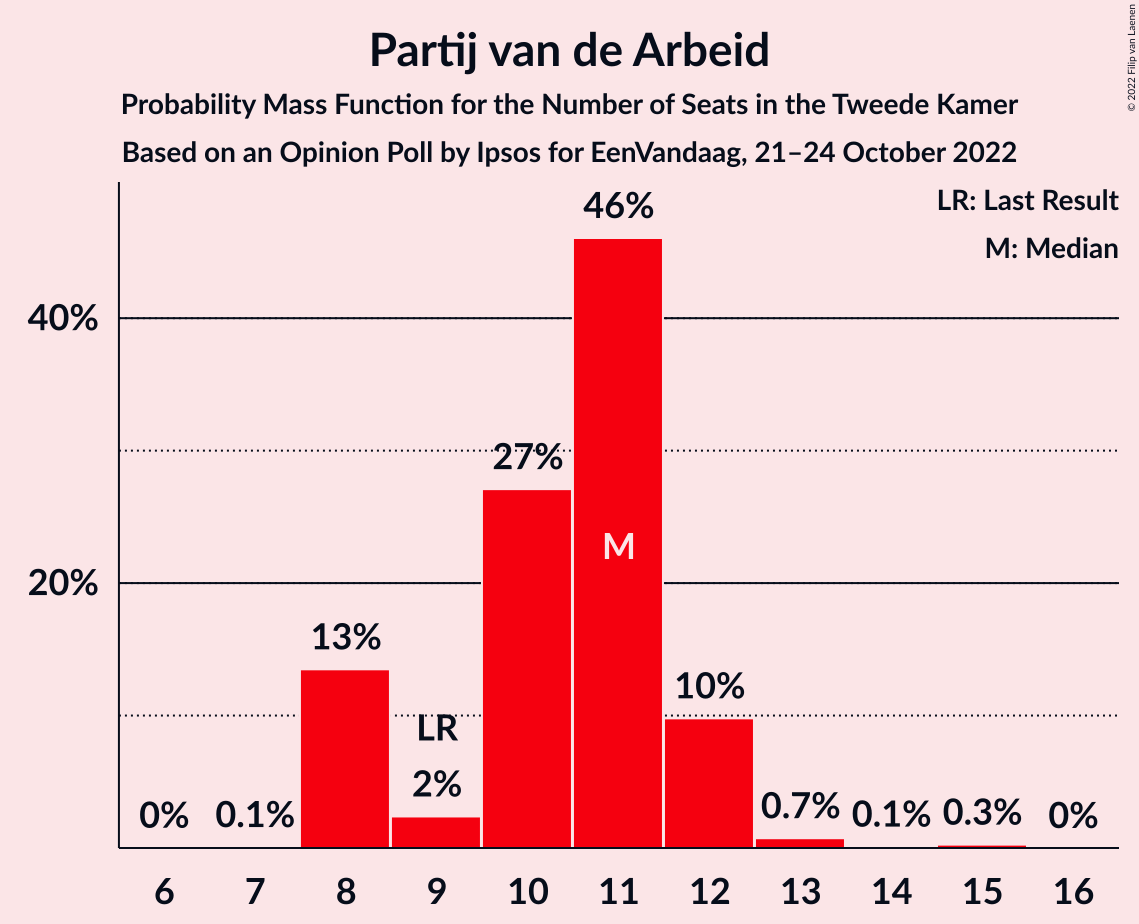 Partij van de Arbeid
Probability Mass Function for the Number of Seats in the Tweede Kamer
Based on an Opinion Poll by Ipsos for EenVandaag, 21–24 October 2022
© 2022 Filip van Laenen
LR: Last Result
M: Median
46%
40%
27%
M
20%
13%
10%
LR
2%
0%
0.1%
0.7%
0.1%
0.3%
0%
6 7 8 9 10 11 12 13 14 15 16